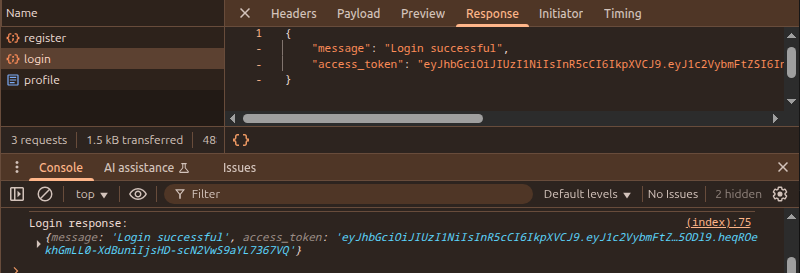 Name
Headers Payload Preview Response Initiator Timing
register
login
profile
1 {
- "message": "Login successful",
- "access_token": "eyJhbGciOiJIUzI1NiIsInR5cCI6IkpXVCJ9.eyJ1c2VybmFtZSI6In
- }
3 requests 1.5 kB transferred 48 {}
Console AI assistance Issues
top Filter Default levels No Issues 2 hidden
Login response: (index):75
{message: 'Login successful', access_token: 'eyJhbGciOiJIUzI1NiIsInR5cCI6IkpXVCJ9.eyJ1c2VybmFtZ…5ODl9.heqROe
khGmLL0-XdBuniIjsHD-scN2VwS9aYL7367VQ'}